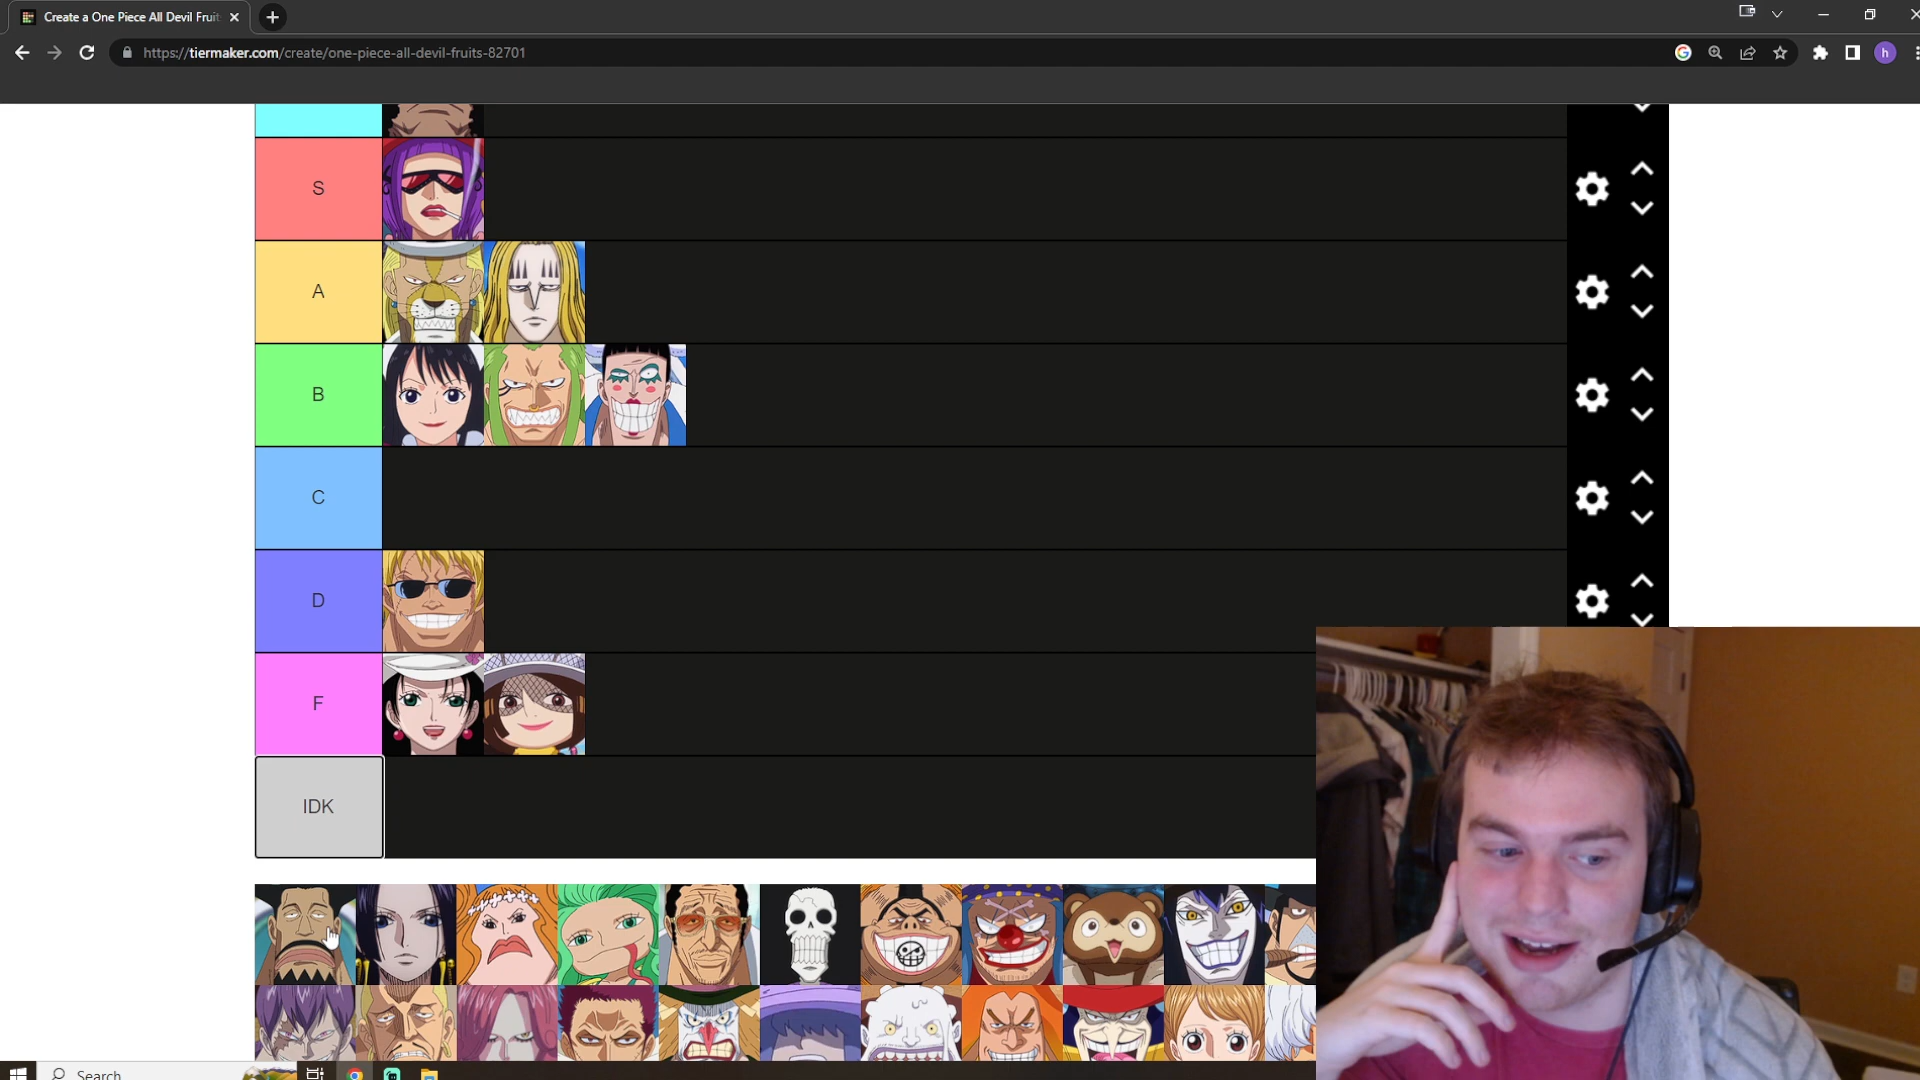 Create a One Piece All Devil Fruit
https://tiermaker.com/create/one-piece-all-devil-fruits-82701
h
S
A
B
C
D
F
IDK
Search